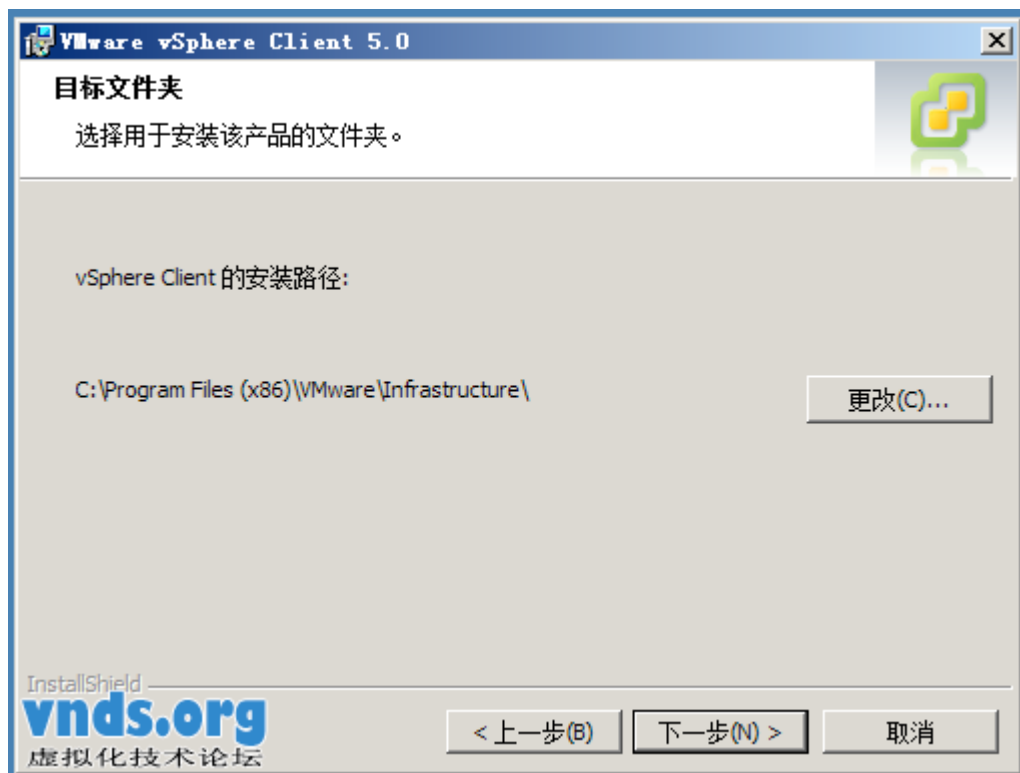 VMware vSphere Client 5.0
目标文件夹
选择用于安装该产品的文件夹。
vSphere Client 的安装路径:
C:\Program Files (x86)\VMware\Infrastructure\
更改(C)...
InstallShield
vnds.org
虚拟化技术论坛
< 上一步(B)
下一步(N) >
取消